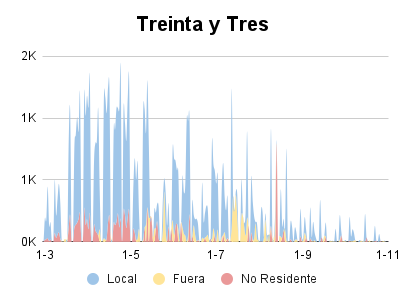 Treinta y Tres
2K
1K
1K
0K
1-3 1-5 1-7 1-9 1-11
Local Fuera No Residente